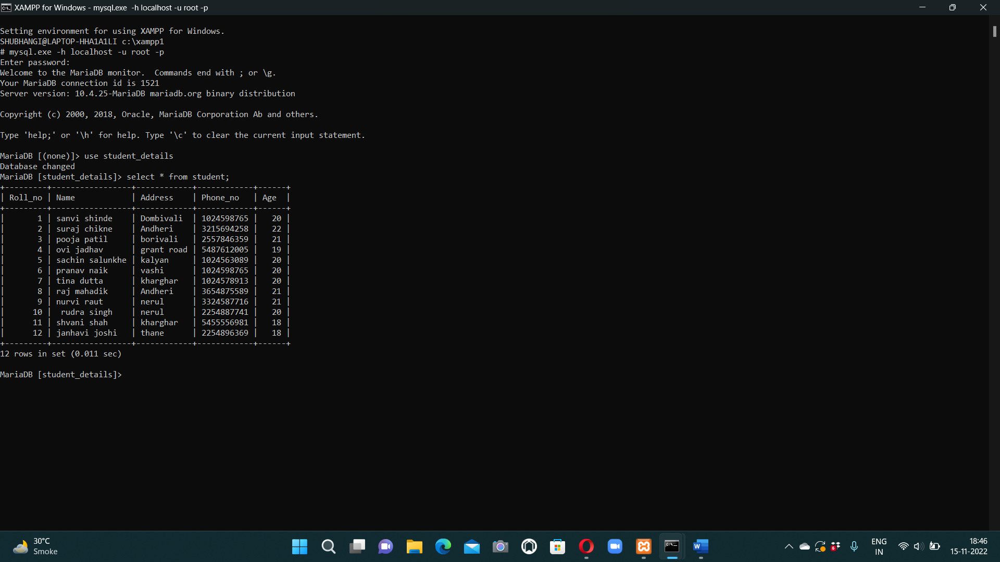 XAMPP for Windows - mysql.exe  -h localhost -u root -p
Setting environment for using XAMPP for Windows.
SHUBHANGI@LAPTOP-HHA1A1LI c:\xampp1
# mysql.exe -h localhost -u root -p
Enter password:
Welcome to the MariaDB monitor.  Commands end with ; or \g.
Your MariaDB connection id is 1521
Server version: 10.4.25-MariaDB mariadb.org binary distribution

Copyright (c) 2000, 2018, Oracle, MariaDB Corporation Ab and others.

Type 'help;' or '\h' for help. Type '\c' to clear the current input statement.

MariaDB [(none)]> use student_details
Database changed
MariaDB [student_details]> select * from student;
+---------+-----------------+------------+------------+------+
| Roll_no | Name            | Address    | Phone_no   | Age  |
+---------+-----------------+------------+------------+------+
|       1 | sanvi shinde    | Dombivali  | 1024598765 |   20 |
|       2 | suraj chikne    | Andheri    | 3215694258 |   22 |
|       3 | pooja patil     | borivali   | 2557846359 |   21 |
|       4 | ovi jadhav      | grant road | 5487612005 |   19 |
|       5 | sachin salunkhe | kalyan     | 1024563089 |   20 |
|       6 | pranav naik     | vashi      | 1024598765 |   20 |
|       7 | tina dutta      | kharghar   | 1024578913 |   20 |
|       8 | raj mahadik     | Andheri    | 3654875589 |   21 |
|       9 | nurvi raut      | nerul      | 3324587716 |   21 |
|      10 |  rudra singh    | nerul      | 2254887741 |   20 |
|      11 | shvani shah     | kharghar   | 5455556981 |   18 |
|      12 | janhavi joshi   | thane      | 2254896369 |   18 |
+---------+-----------------+------------+------------+------+
12 rows in set (0.011 sec)

MariaDB [student_details]>
30°C
Smoke
6
ENG
IN
18:46
15-11-2022